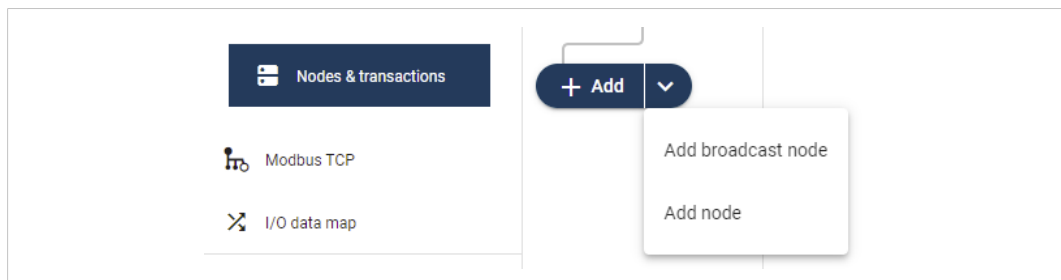 Nodes & transactions
Add
Add broadcast node
Modbus TCP
Add node
I/O data map